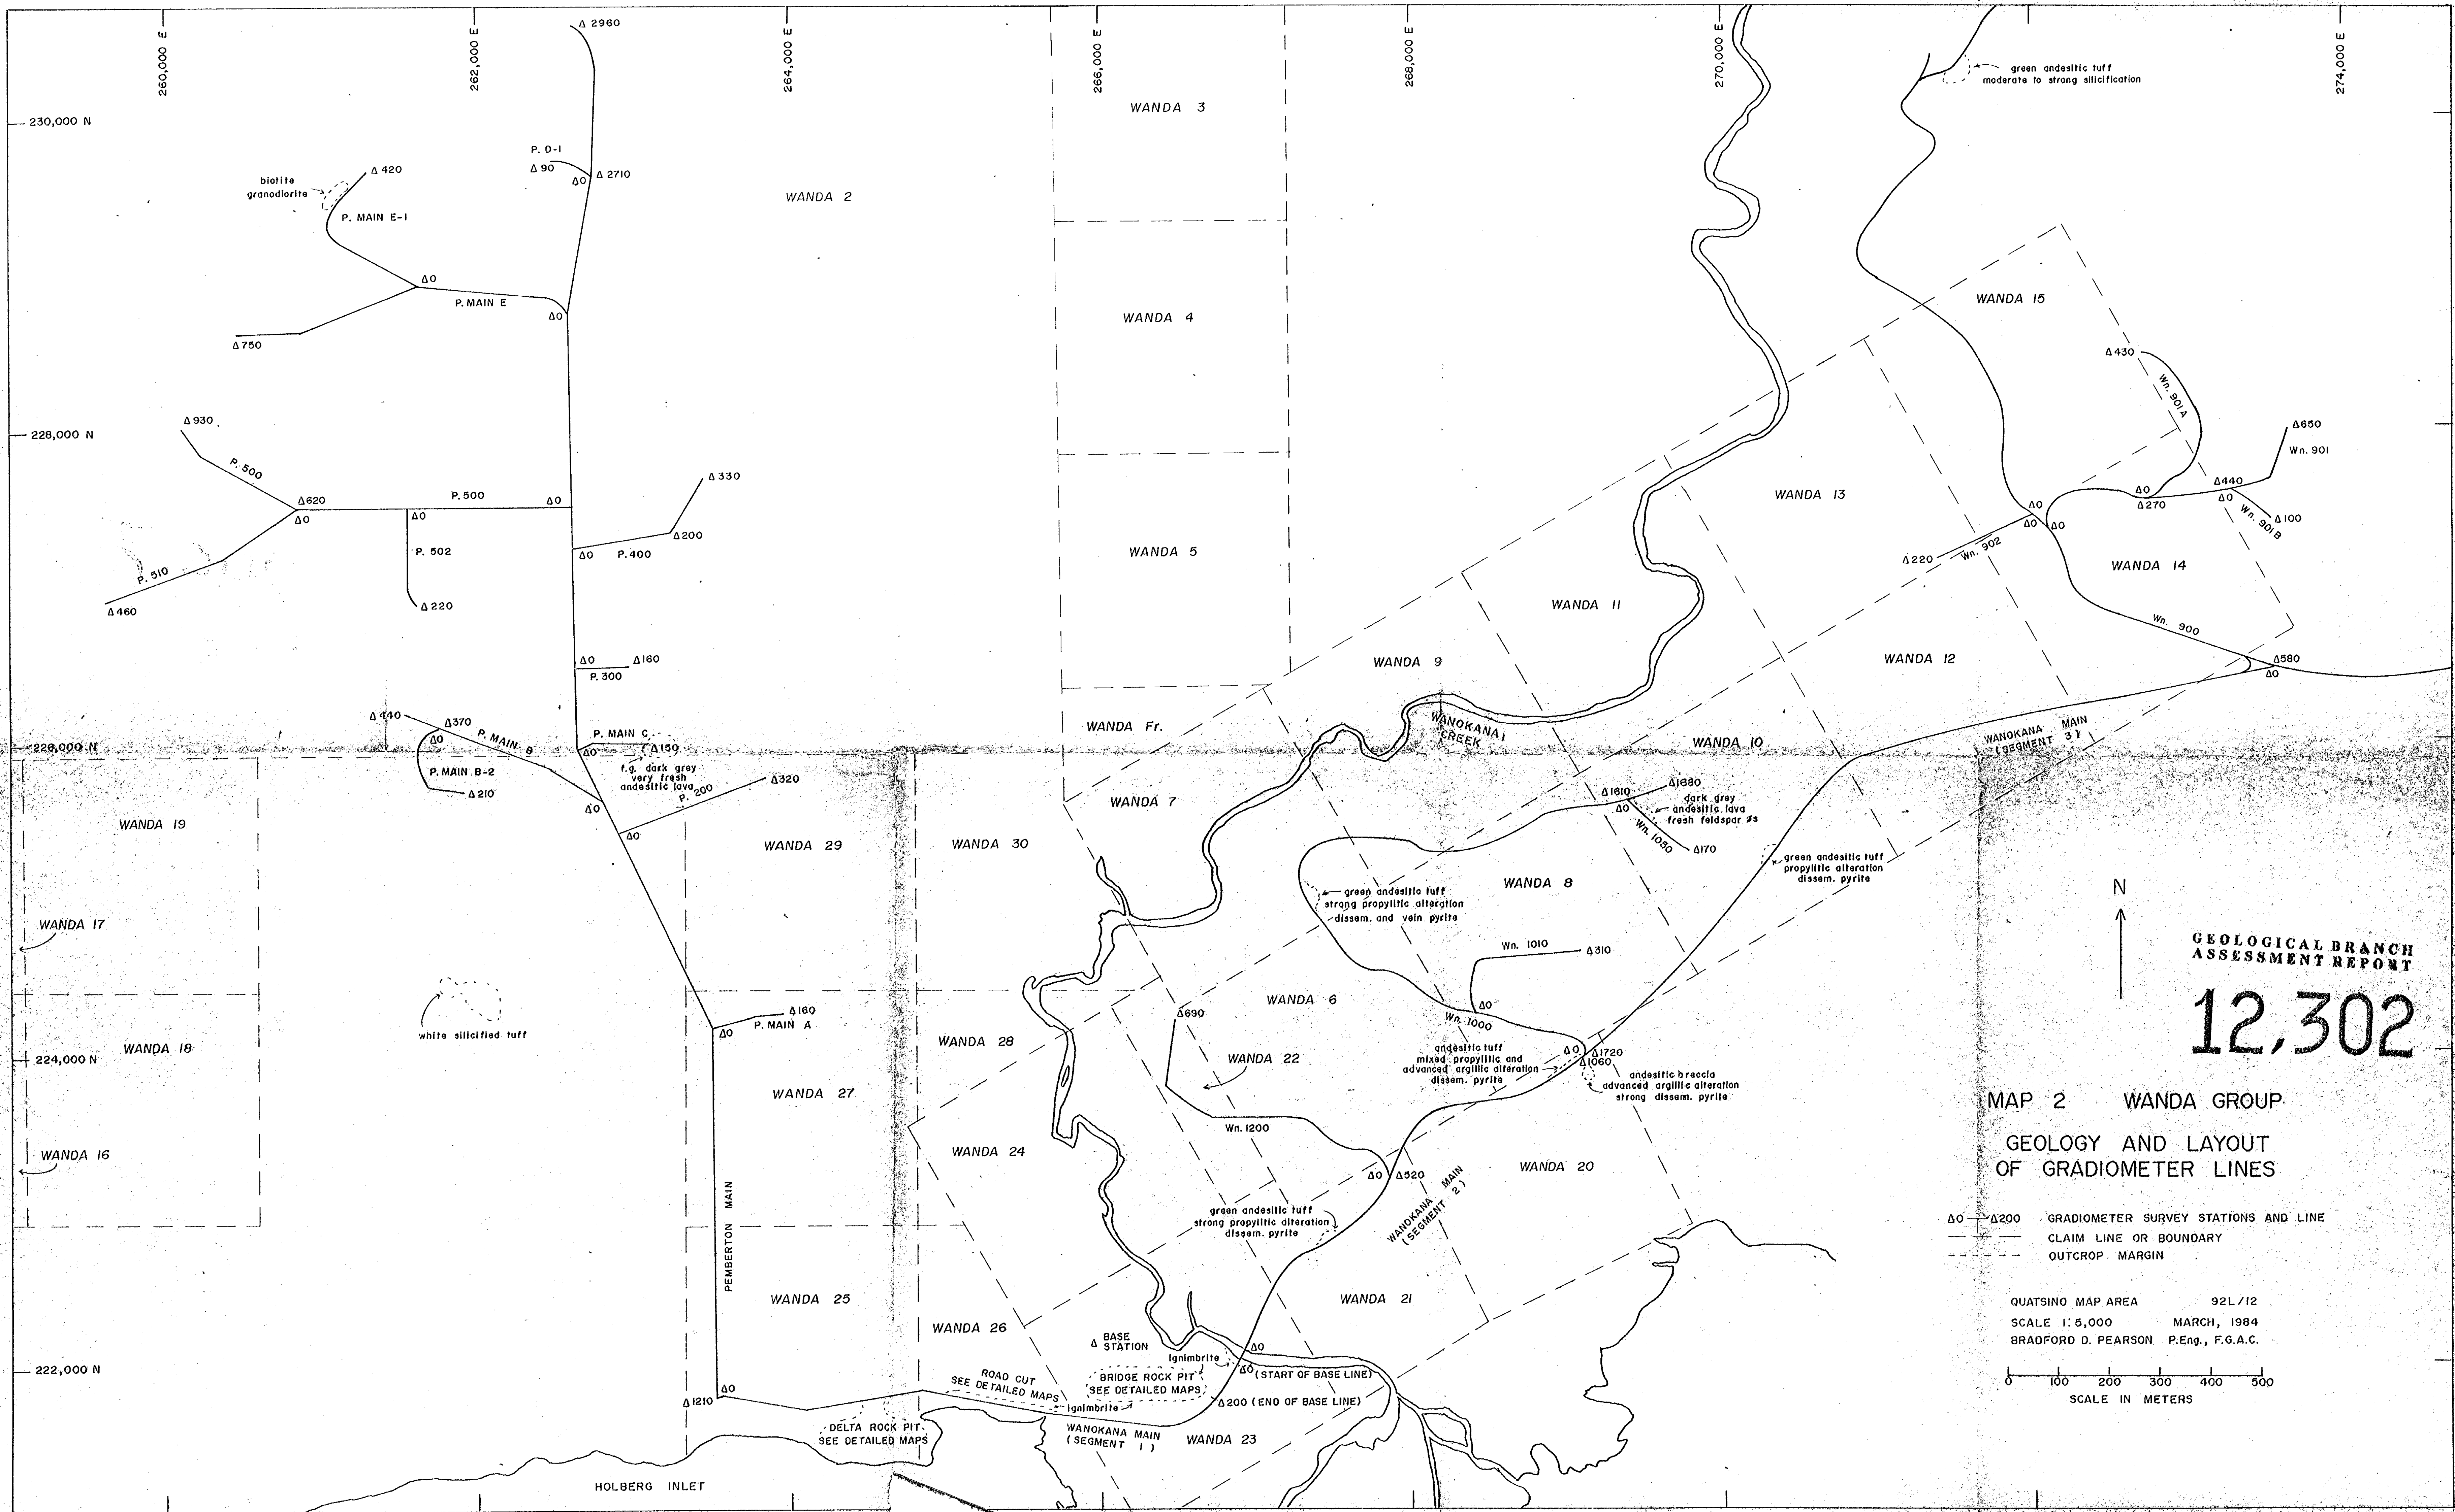 260,000 E
262,000 E
264,000 E
266,000 E
268,000 E
270,000 E
274,000 E
230,000 N
228,000 N
226,000 N
224,000 N
222,000 N
Δ 2960
P. D-1
Δ 90
Δ0
Δ 2710
biotite
granodiorite
Δ 420
P. MAIN E-1
Δ0
P. MAIN E
Δ0
Δ 750
Δ 930
P. 500
Δ620
Δ0
P. 500
Δ0
Δ0
P. 502
Δ 220
P. 510
Δ 460
Δ 330
Δ200
Δ0
P. 400
Δ0
Δ160
P. 300
Δ 440
Δ370
P. MAIN B
Δ0
P. MAIN B-2
Δ 210
Δ0
P. MAIN C
Δ0
Δ150
f.g. dark grey
very fresh
andesitic lava
P. 200
Δ320
Δ0
Δ160
P. MAIN A
Δ0
PEMBERTON MAIN
Δ0
Δ 1210
white silicified tuff
WANDA 2
WANDA 3
WANDA 4
WANDA 5
WANDA Fr.
WANDA 7
WANDA 9
WANDA 11
WANDA 13
WANDA 15
WANDA 14
WANDA 12
WANDA 10
WANDA 8
WANDA 6
WANDA 22
WANDA 20
WANDA 21
WANDA 23
WANDA 24
WANDA 25
WANDA 26
WANDA 27
WANDA 28
WANDA 29
WANDA 30
WANDA 19
WANDA 17
WANDA 18
WANDA 16
green andesitic tuff
moderate to strong silicification
Δ430
Wn. 901A
Δ650
Wn. 901
Δ440
Δ0
Δ0
Δ270
Wn. 901B
Δ100
Δ0
Δ0
Δ220
Wn. 902
Wn. 900
Δ580
Δ0
WANOKANA MAIN
(SEGMENT 3)
WANOKANA
CREEK
Δ1680
Δ1610
Δ0
dark grey
andesitic lava
fresh feldspar øs
Wn. 1050
Δ170
green andesitic tuff
propylitic alteration
dissem. pyrite
green andesitic tuff
strong propylitic alteration
dissem. and vein pyrite
Wn. 1010
Δ310
Δ0
Wn. 1000
Δ690
andesitic tuff
mixed propylitic and
advanced argillic alteration
dissem. pyrite
Δ0
Δ1720
Δ1060
andesitic breccia
advanced argillic alteration
strong dissem. pyrite
Wn. 1200
Δ0
Δ520
WANOKANA MAIN
(SEGMENT 2)
green andesitic tuff
strong propylitic alteration
dissem. pyrite
Δ BASE
STATION
Ignimbrite
Δ0
Δ0 (START OF BASE LINE)
BRIDGE ROCK PIT
SEE DETAILED MAPS
Δ200 (END OF BASE LINE)
ROAD CUT
SEE DETAILED MAPS
ignimbrite
WANOKANA MAIN
(SEGMENT 1)
DELTA ROCK PIT
SEE DETAILED MAPS
HOLBERG INLET
N
GEOLOGICAL BRANCH
ASSESSMENT REPORT
12,302
MAP 2 WANDA GROUP
GEOLOGY AND LAYOUT
OF GRADIOMETER LINES
Δ0 Δ200 GRADIOMETER SURVEY STATIONS AND LINE
CLAIM LINE OR BOUNDARY
OUTCROP MARGIN
QUATSINO MAP AREA 92L/12
SCALE 1:5,000 MARCH, 1984
BRADFORD D. PEARSON P.Eng., F.G.A.C.
0 100 200 300 400 500
SCALE IN METERS